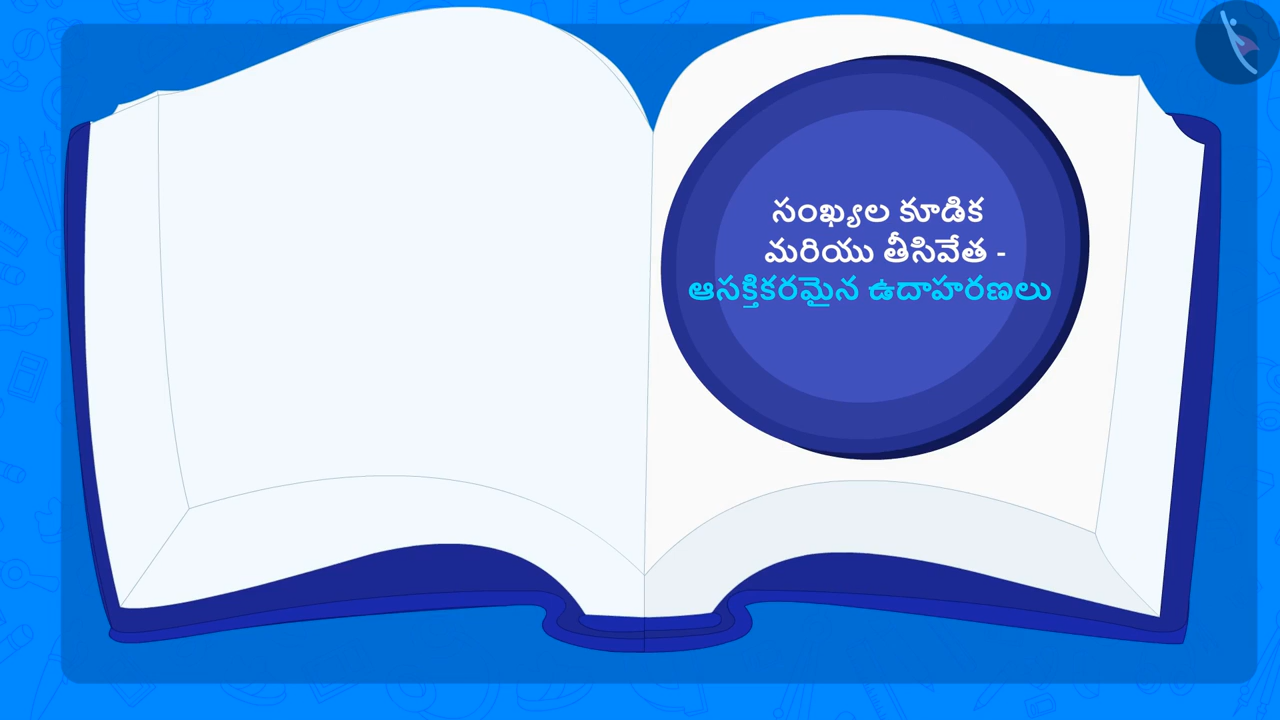 సంఖ్యల కూడిక
మరియు తీసివేత -
ఆసక్తికరమైన ఉదాహరణలు